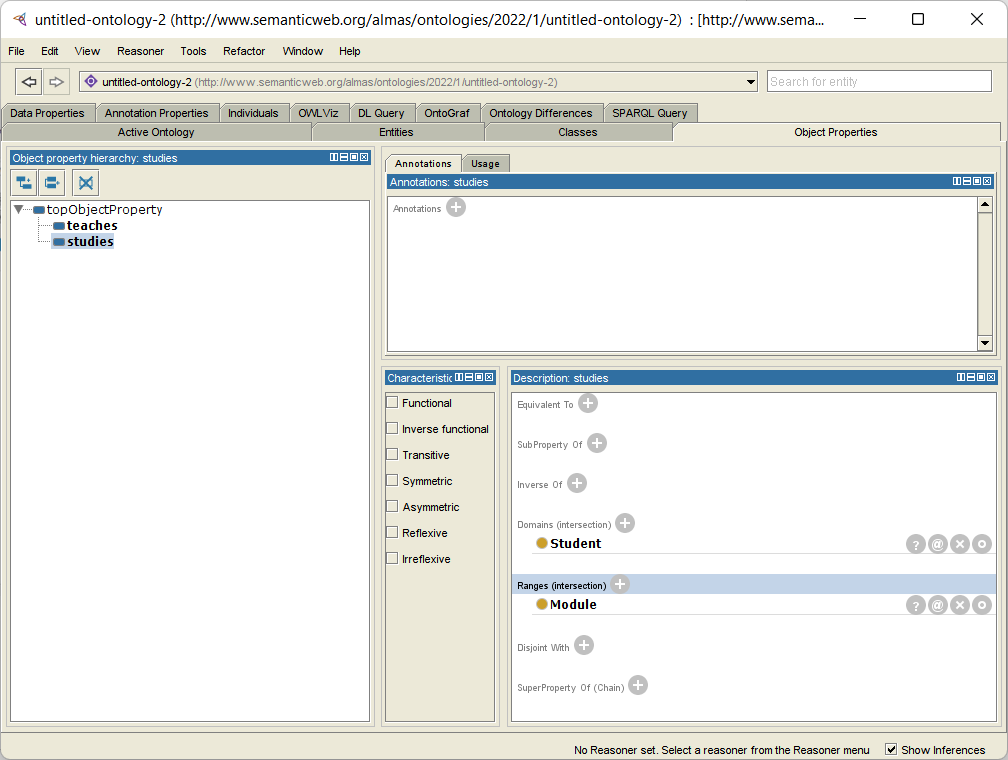 untitled-ontology-2 (http://www.semanticweb.org/almas/ontologies/2022/1/untitled-ontology-2) : [http://www.sema...
File Edit View Reasoner Tools Refactor Window Help
untitled-ontology-2 (http://www.semanticweb.org/almas/ontologies/2022/1/untitled-ontology-2)
Search for entity
Data Properties Annotation Properties Individuals OWLViz DL Query OntoGraf Ontology Differences SPARQL Query
Active Ontology Entities Classes Object Properties
Object property hierarchy: studies
topObjectProperty
teaches
studies
Annotations Usage
Annotations: studies
Annotations
Characteristic
Functional
Inverse functional
Transitive
Symmetric
Asymmetric
Reflexive
Irreflexive
Description: studies
Equivalent To
SubProperty Of
Inverse Of
Domains (intersection)
Student
Ranges (intersection)
Module
Disjoint With
SuperProperty Of (Chain)
No Reasoner set. Select a reasoner from the Reasoner menu Show Inferences